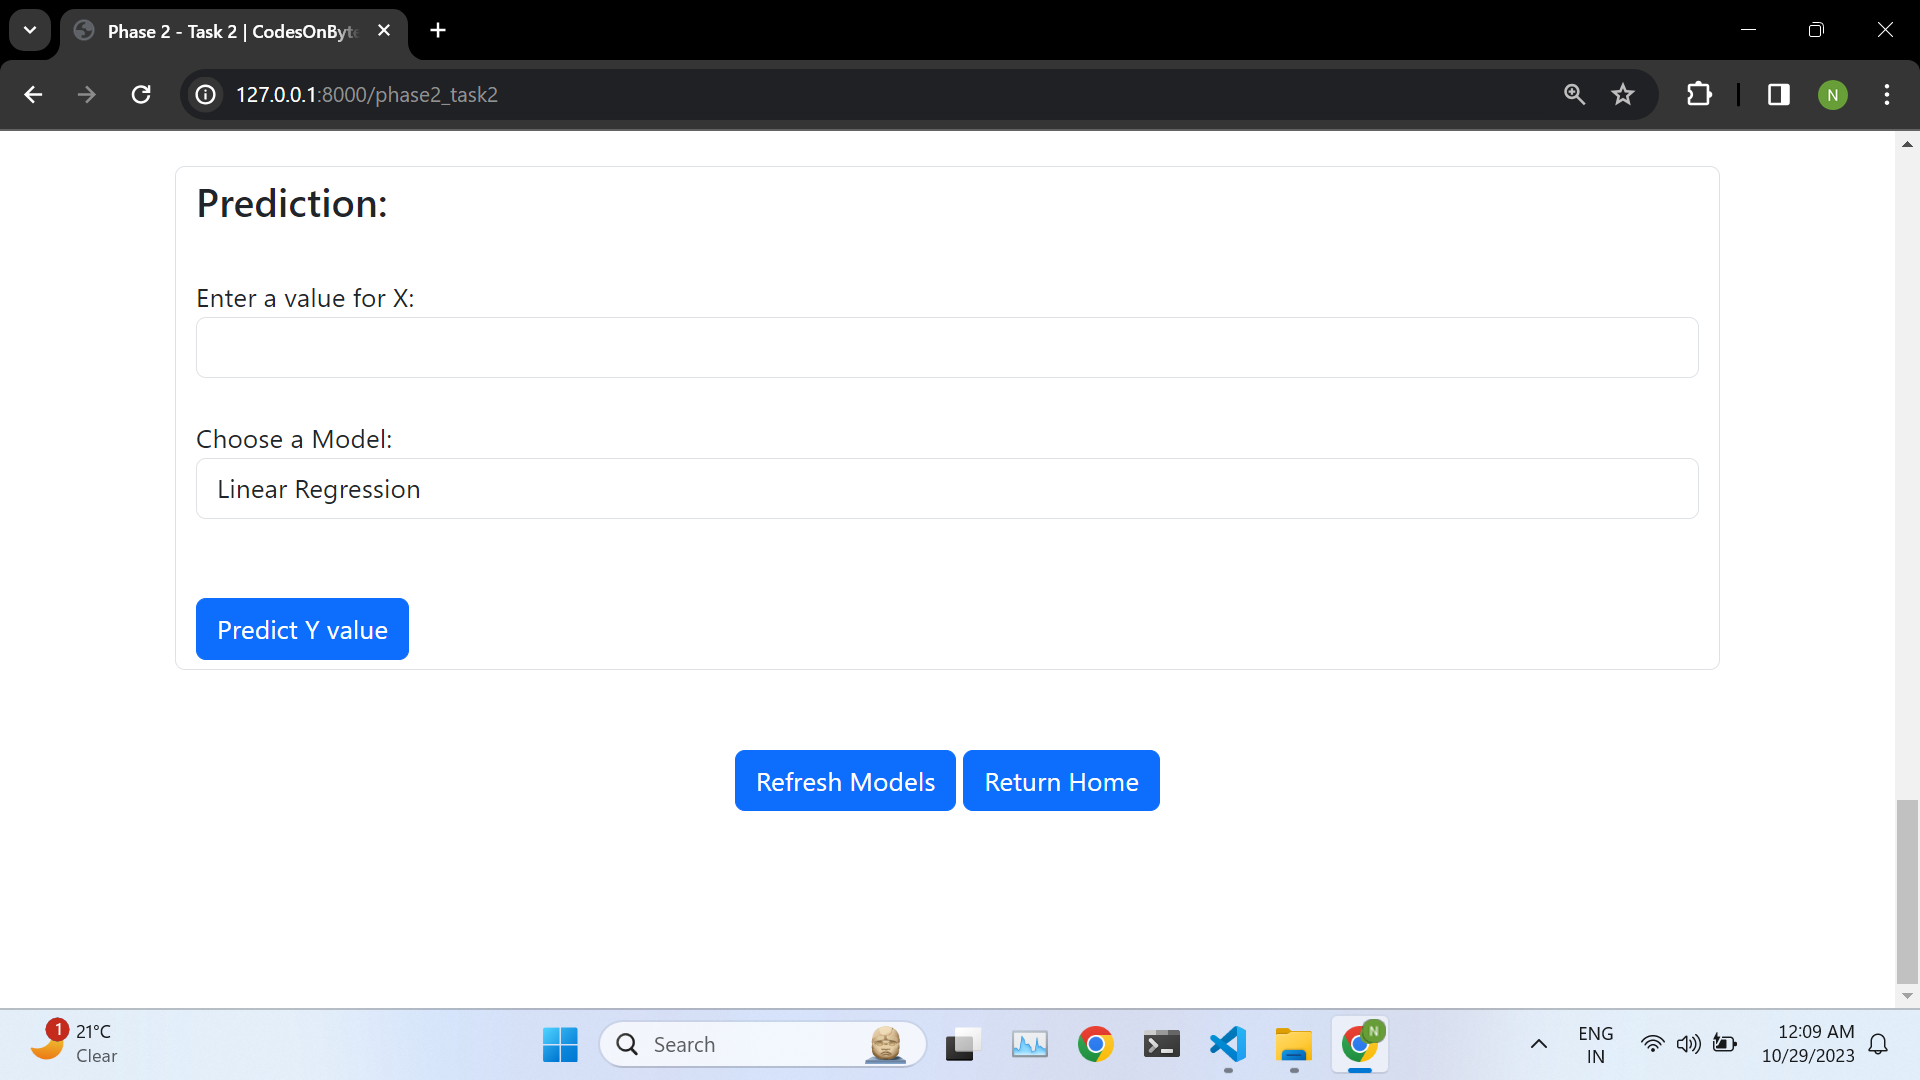 Phase 2 - Task 2 | CodesOnByte
127.0.0.1:8000/phase2_task2
N
Prediction:
Enter a value for X:
Choose a Model:
Linear Regression
Predict Y value
Refresh Models
Return Home
1
21°C
Clear
Search
N
ENG
IN
12:09 AM
10/29/2023